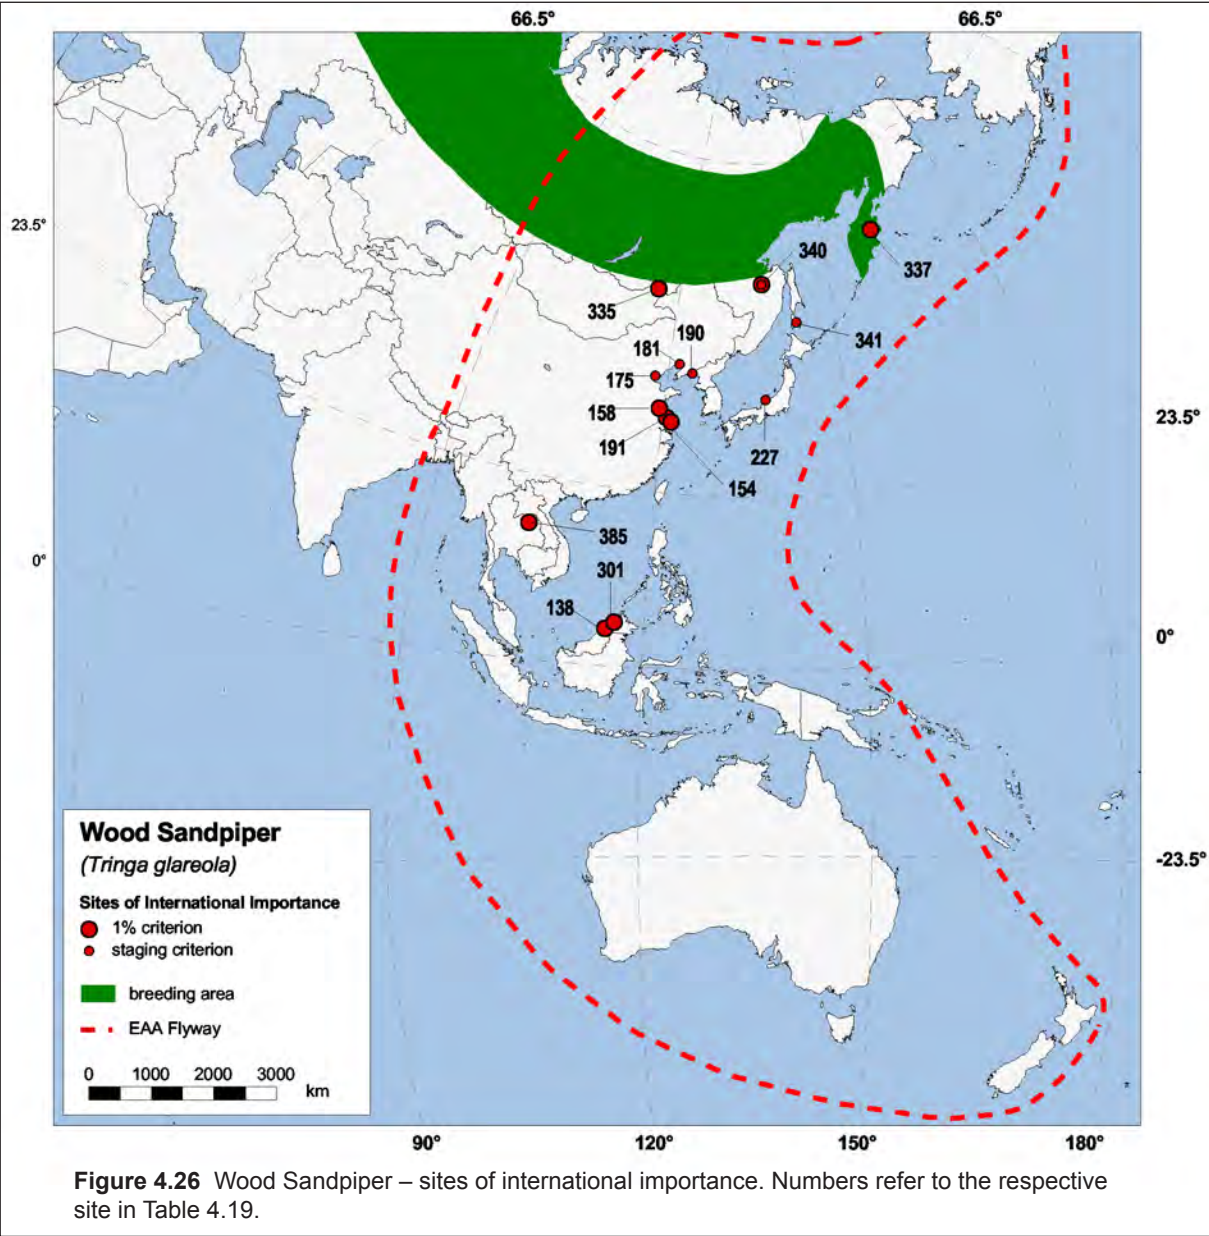 66.5°
66.5°
23.5°
340
337
335
190
341
181
175
158
23.5°
191
227
154
385
0°
301
138
0°
Wood Sandpiper
(Tringa glareola)
Sites of International Importance
1% criterion
staging criterion
breeding area
EAA Flyway
0 1000 2000 3000
km
-23.5°
90°
120°
150°
180°
Figure 4.26 Wood Sandpiper – sites of international importance. Numbers refer to the respective
site in Table 4.19.